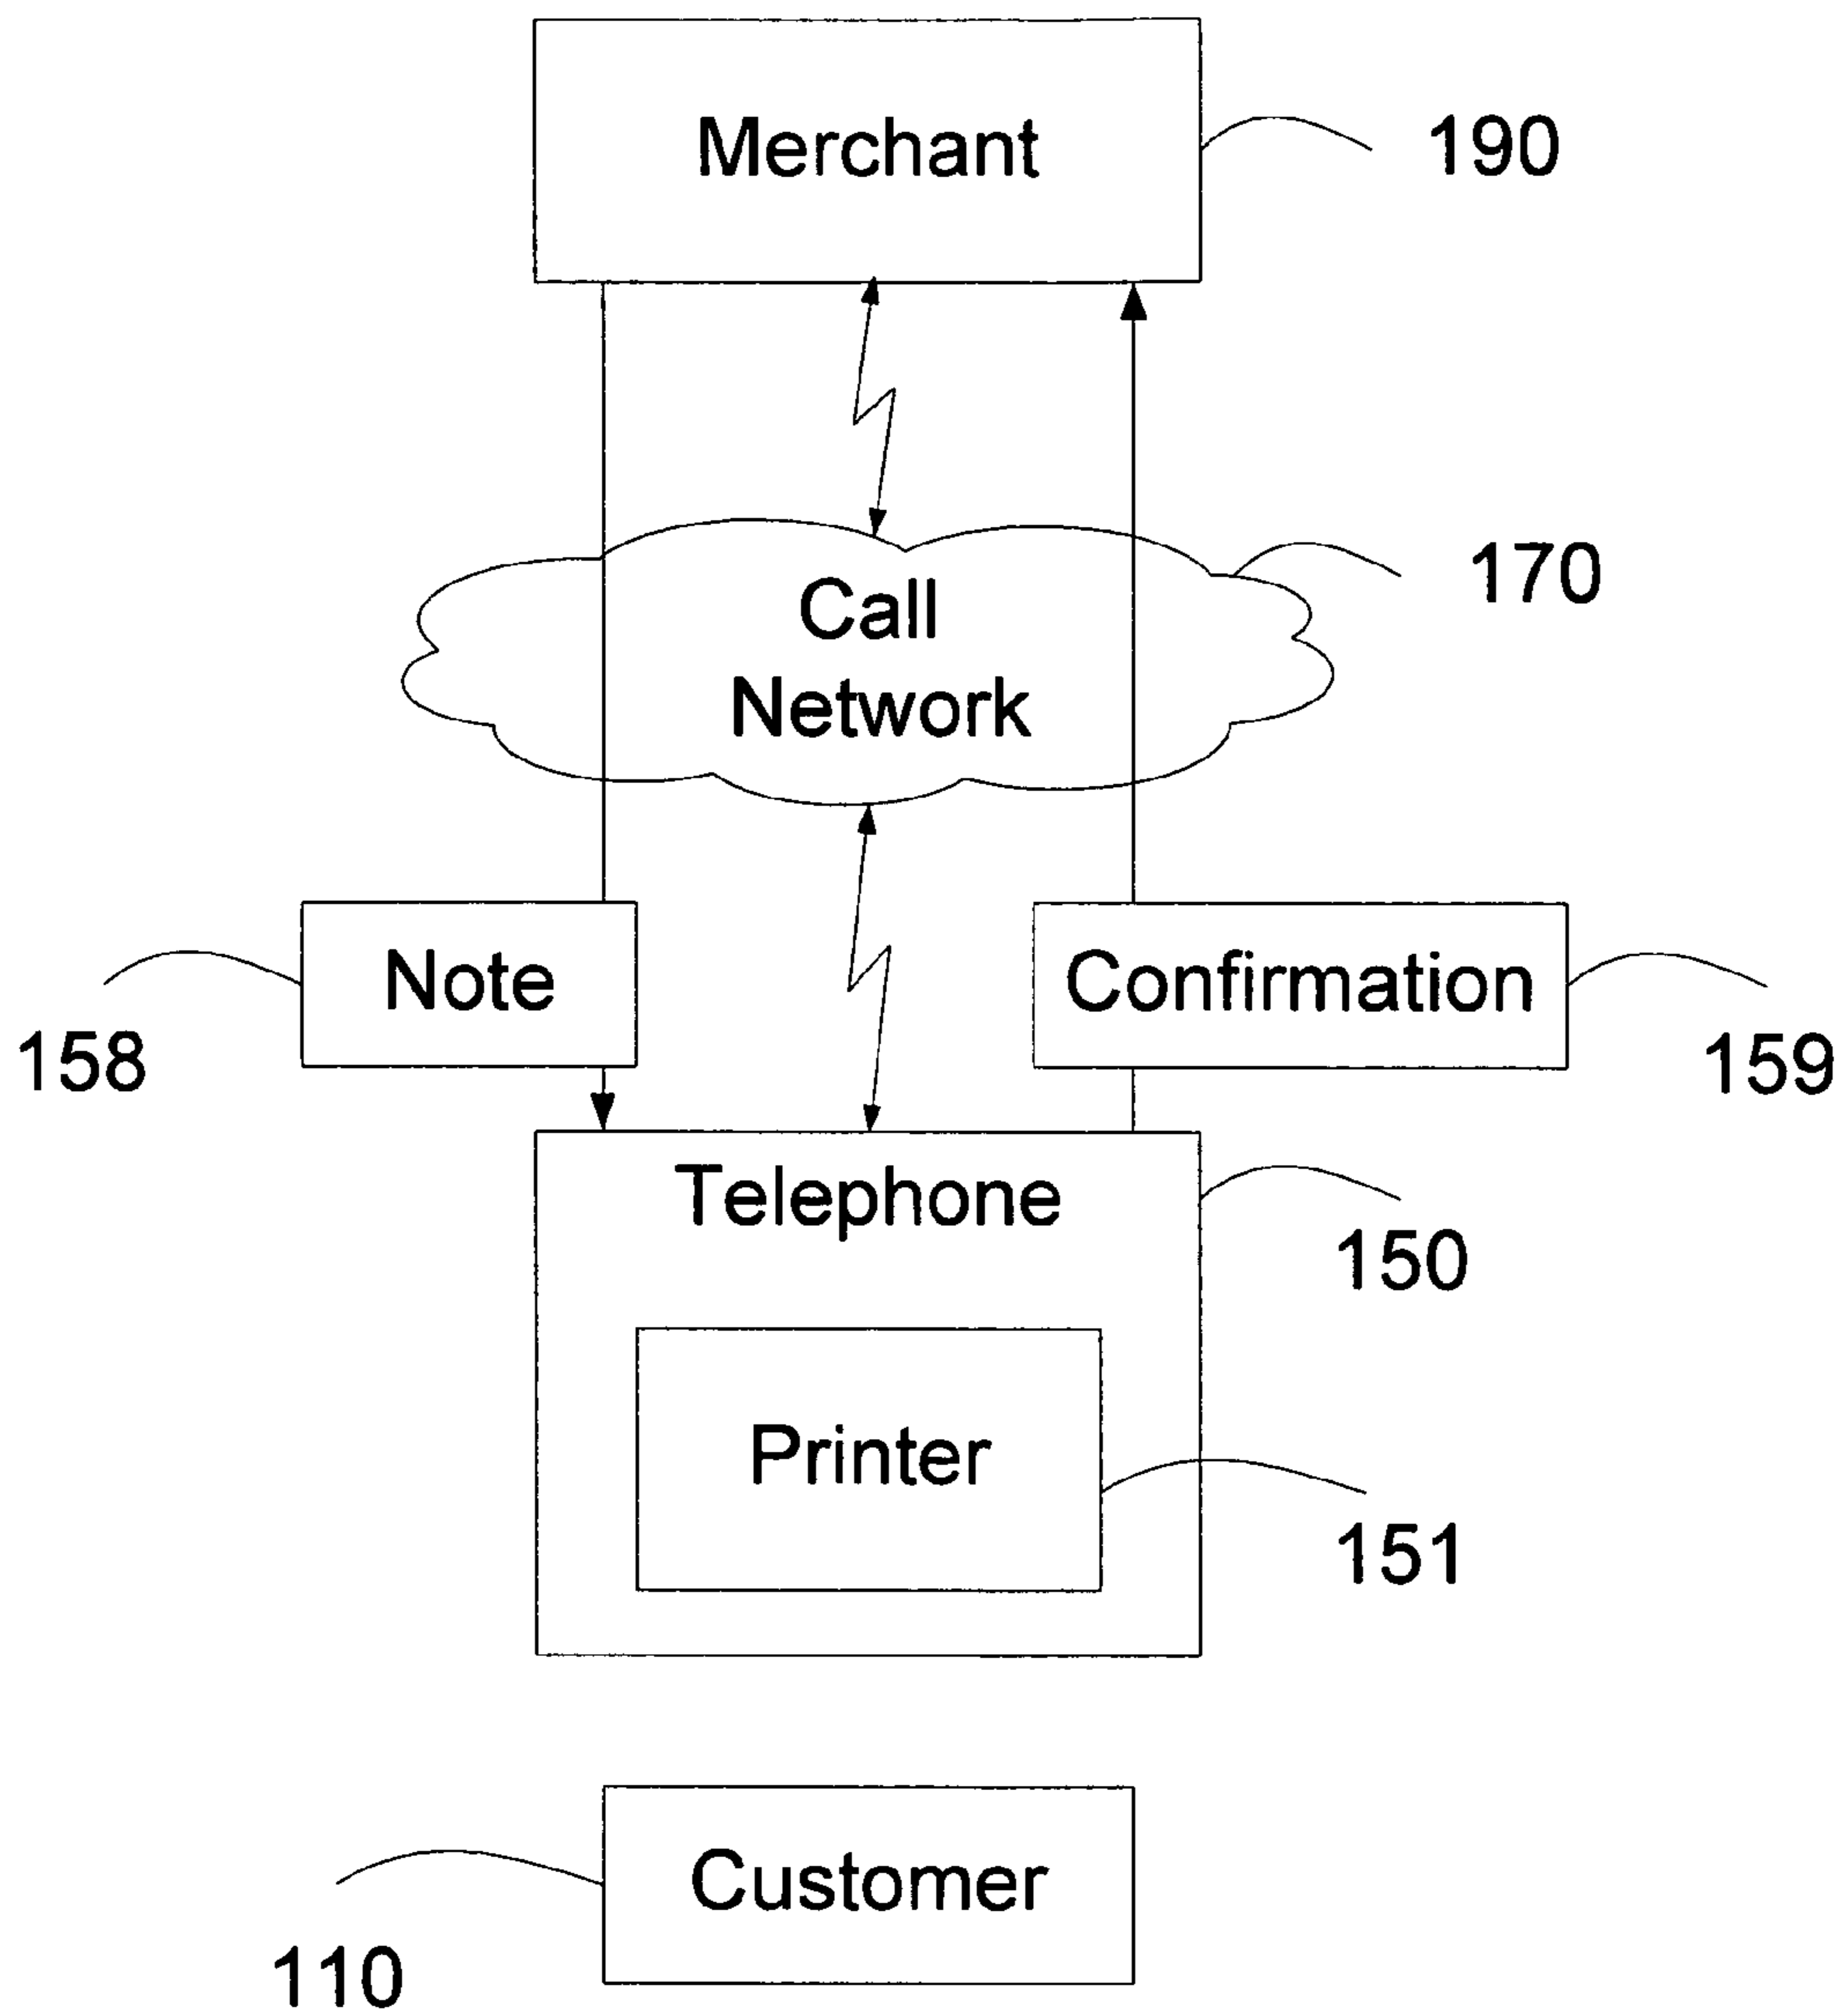 Merchant
190
170
Call
Network
Note
Confirmation
158
159
Telephone
150
Printer
151
Customer
110